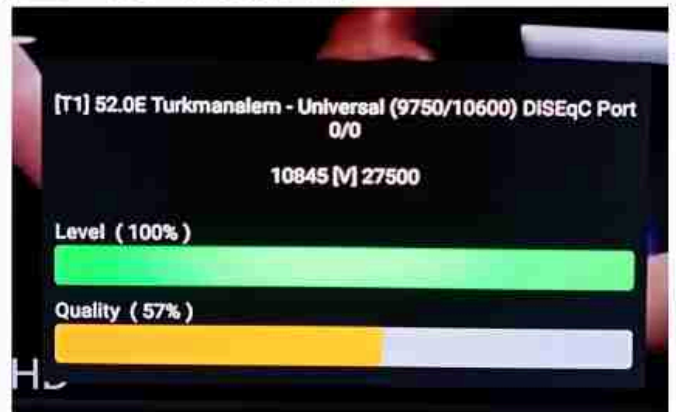 [T1] 52.0E Turkmanalem - Universal (9750/10600) DiSEqC Port
0/0
10845 [V] 27500
Level ( 100% )
Quality ( 57% )